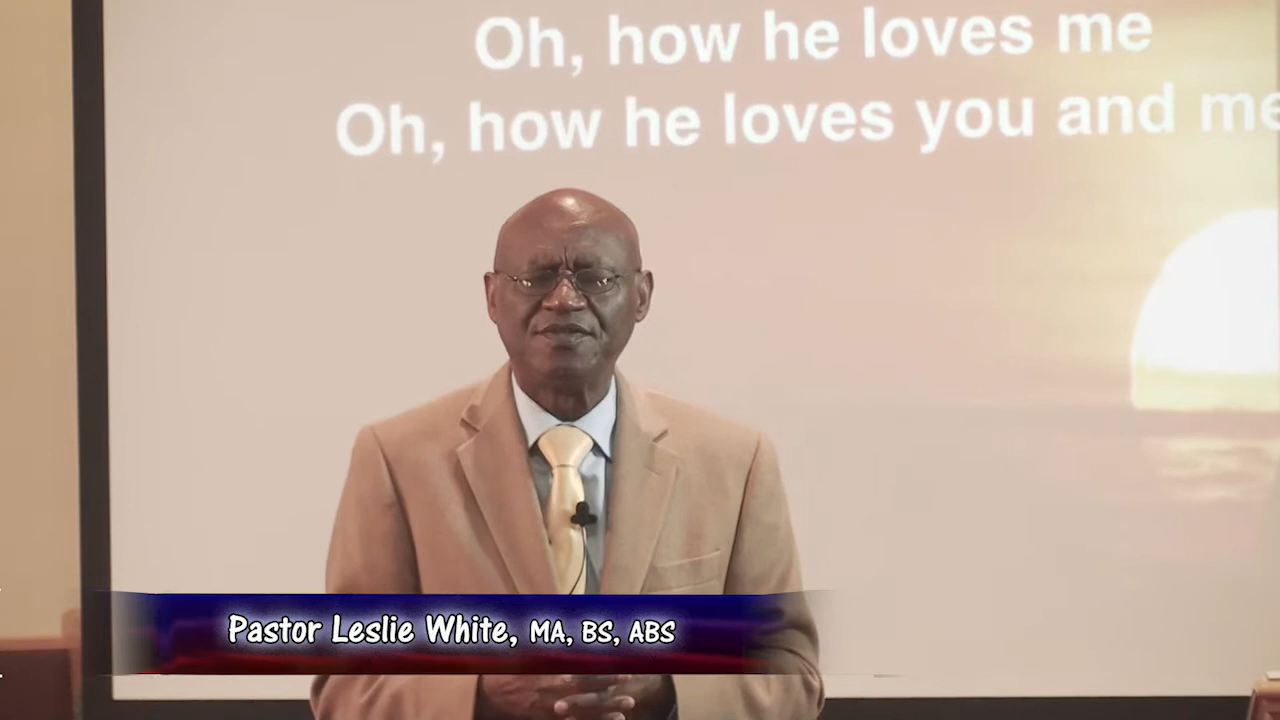 Oh, how he loves me
Oh, how he loves you and me
Pastor Leslie White, MA, BS, ABS